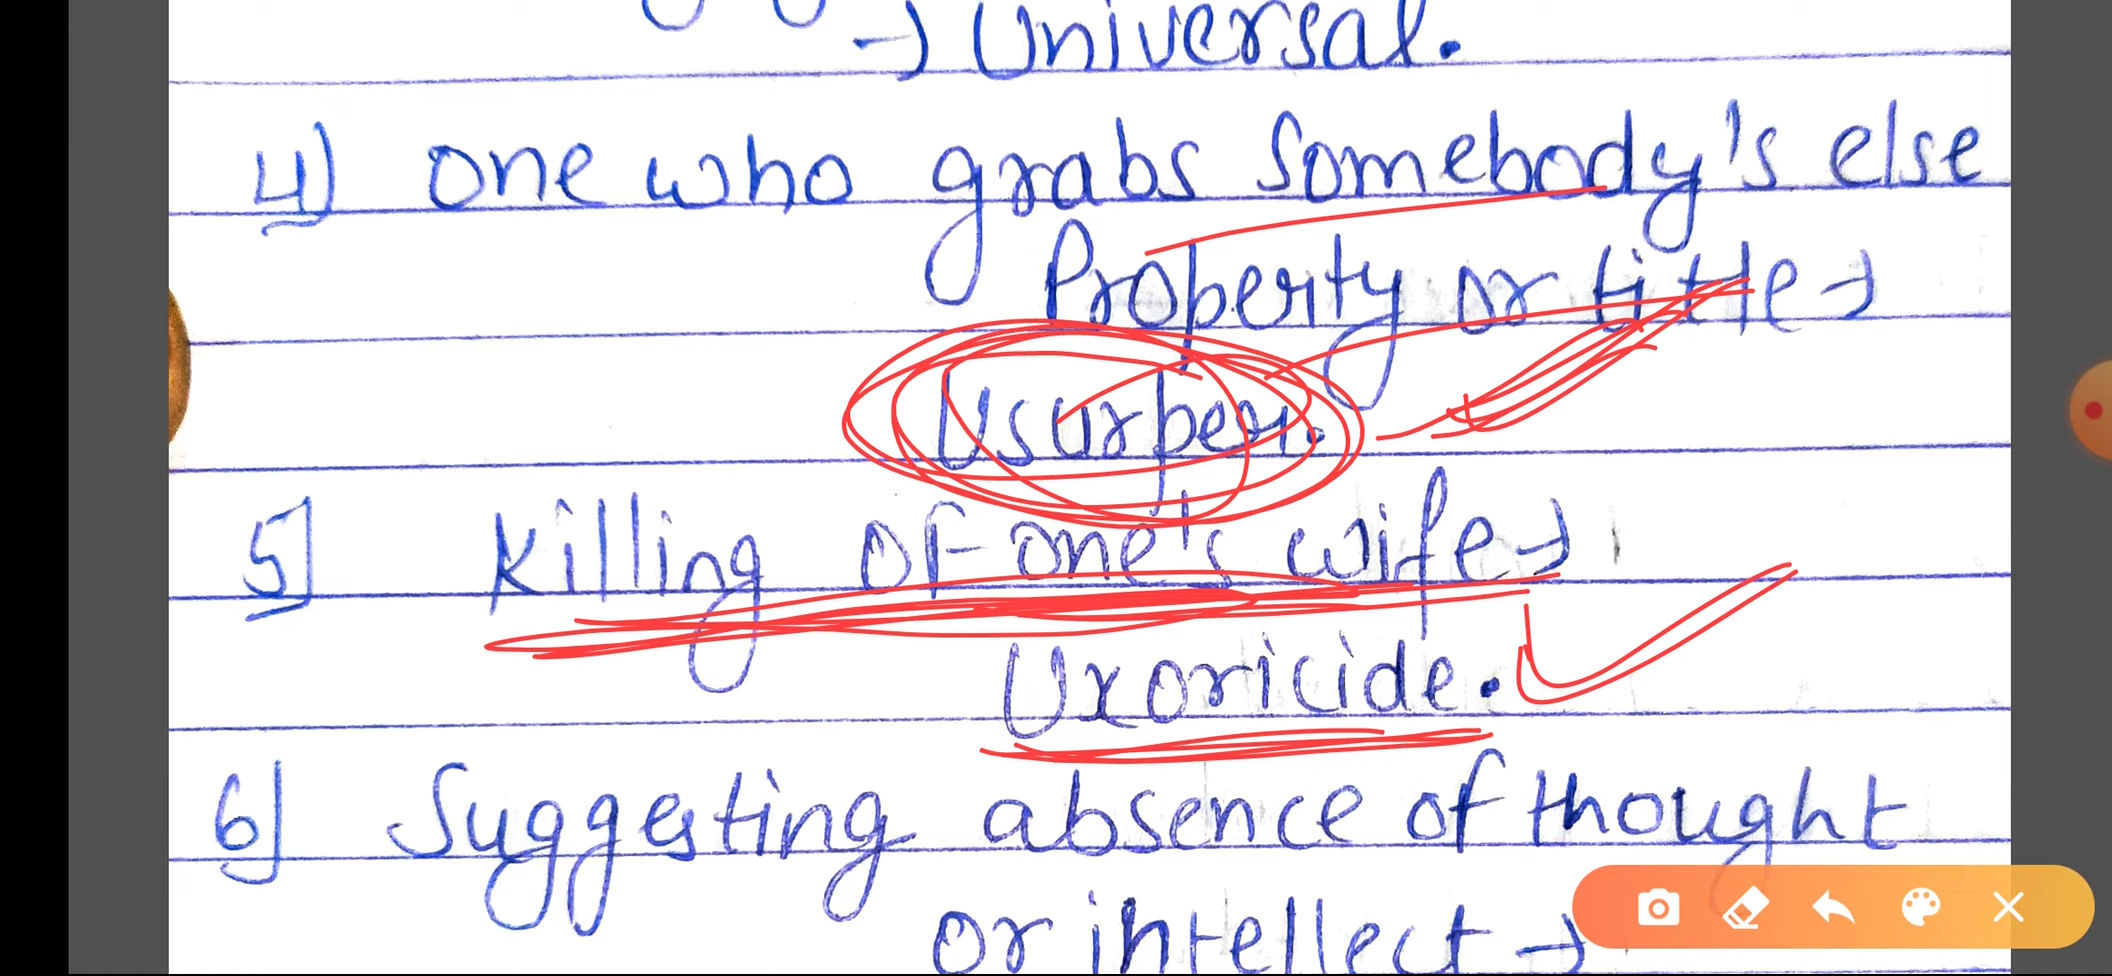 → Universal.
4) one who grabs somebody's else
Property or tittle →
Usurper.
5] Killing of one's wife →
Uxoricide.
6] Suggesting absence of thought
or intellect →